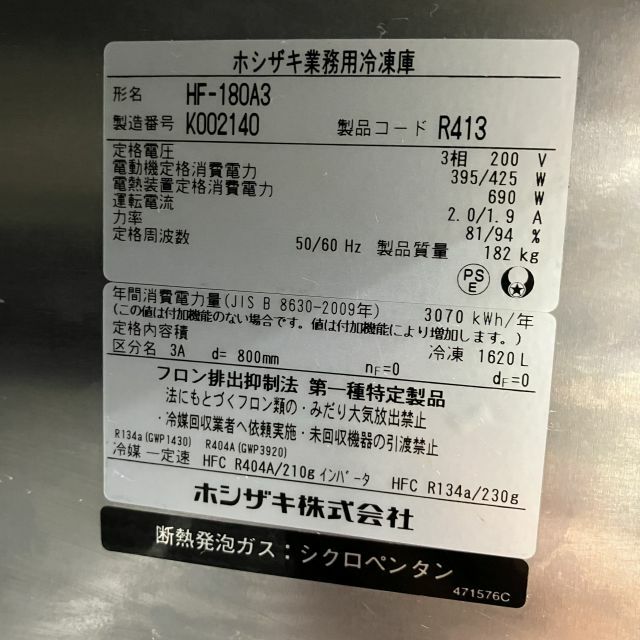 ホシザキ業務用冷凍庫
形名 HF-180A3
製造番号 K002140 製品コード R413
定格電圧 3相 200 V
電動機定格消費電力 395/425 W
電熱装置定格消費電力 690 W
運転電流 2.0/1.9 A
力率 81/94 %
定格周波数 50/60 Hz 製品質量 182 kg
PS
E
年間消費電力量(JIS B 8630-2009年) 3070 kWh/年
(この値は付加機能のない場合です。値は付加機能により増加します。)
定格内容積 冷凍 1620 L
区分名 3A d= 800mm nF=0 dF=0
フロン排出抑制法 第一種特定製品
法にもとづくフロン類の・みだり大気放出禁止
・冷媒回収業者へ依頼実施・未回収機器の引渡禁止
R134a(GWP1430) R404A(GWP3920)
冷媒 一定速 HFC R404A/210g インバータ HFC R134a/230g
ホシザキ株式会社
断熱発泡ガス：シクロペンタン
471576C